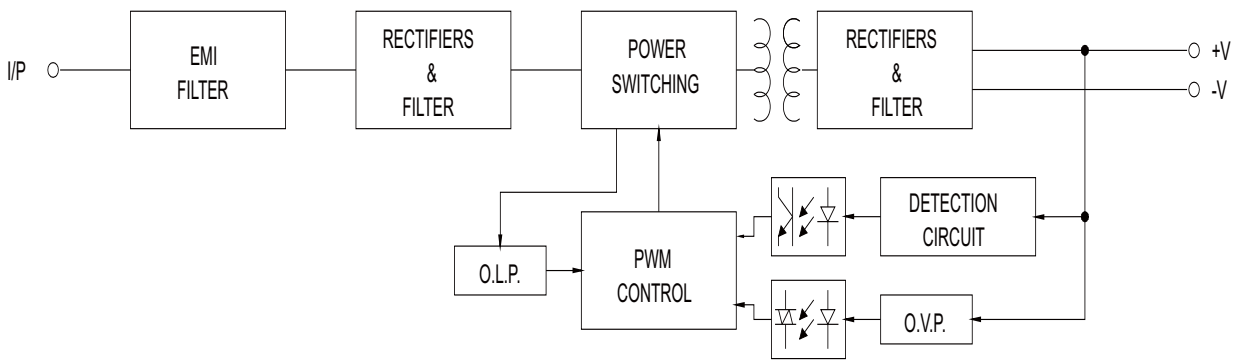 I/P
EMI
FILTER
RECTIFIERS
&
FILTER
POWER
SWITCHING
RECTIFIERS
&
FILTER
+V
-V
O.L.P.
PWM
CONTROL
DETECTION
CIRCUIT
O.V.P.